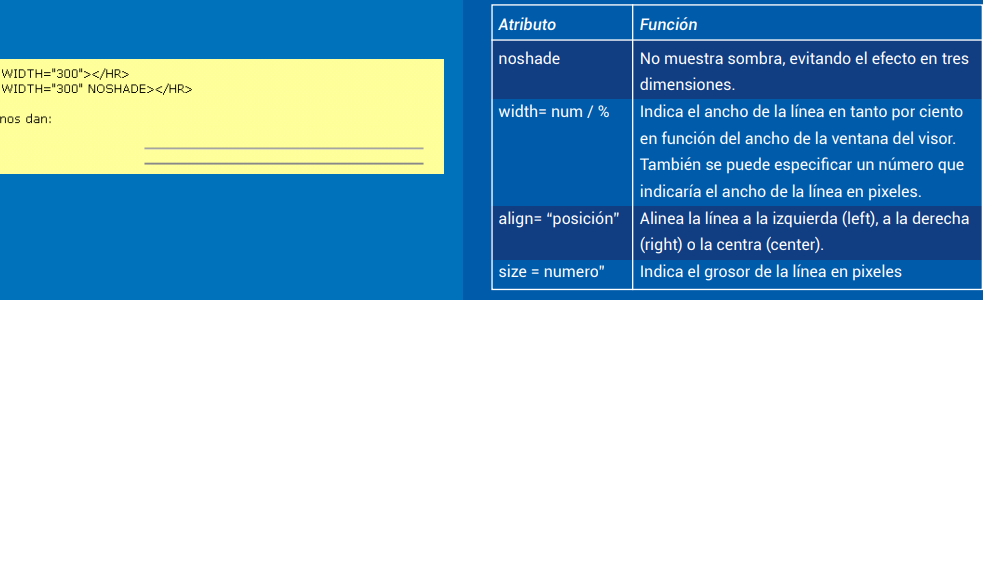 WIDTH="300"></HR>
WIDTH="300" NOSHADE></HR>
nos dan:
Atributo Función
noshade No muestra sombra, evitando el efecto en tres
dimensiones.
width= num / % Indica el ancho de la línea en tanto por ciento
en función del ancho de la ventana del visor.
También se puede especificar un número que
indicaría el ancho de la línea en pixeles.
align= “posición” Alinea la línea a la izquierda (left), a la derecha
(right) o la centra (center).
size = numero” Indica el grosor de la línea en pixeles